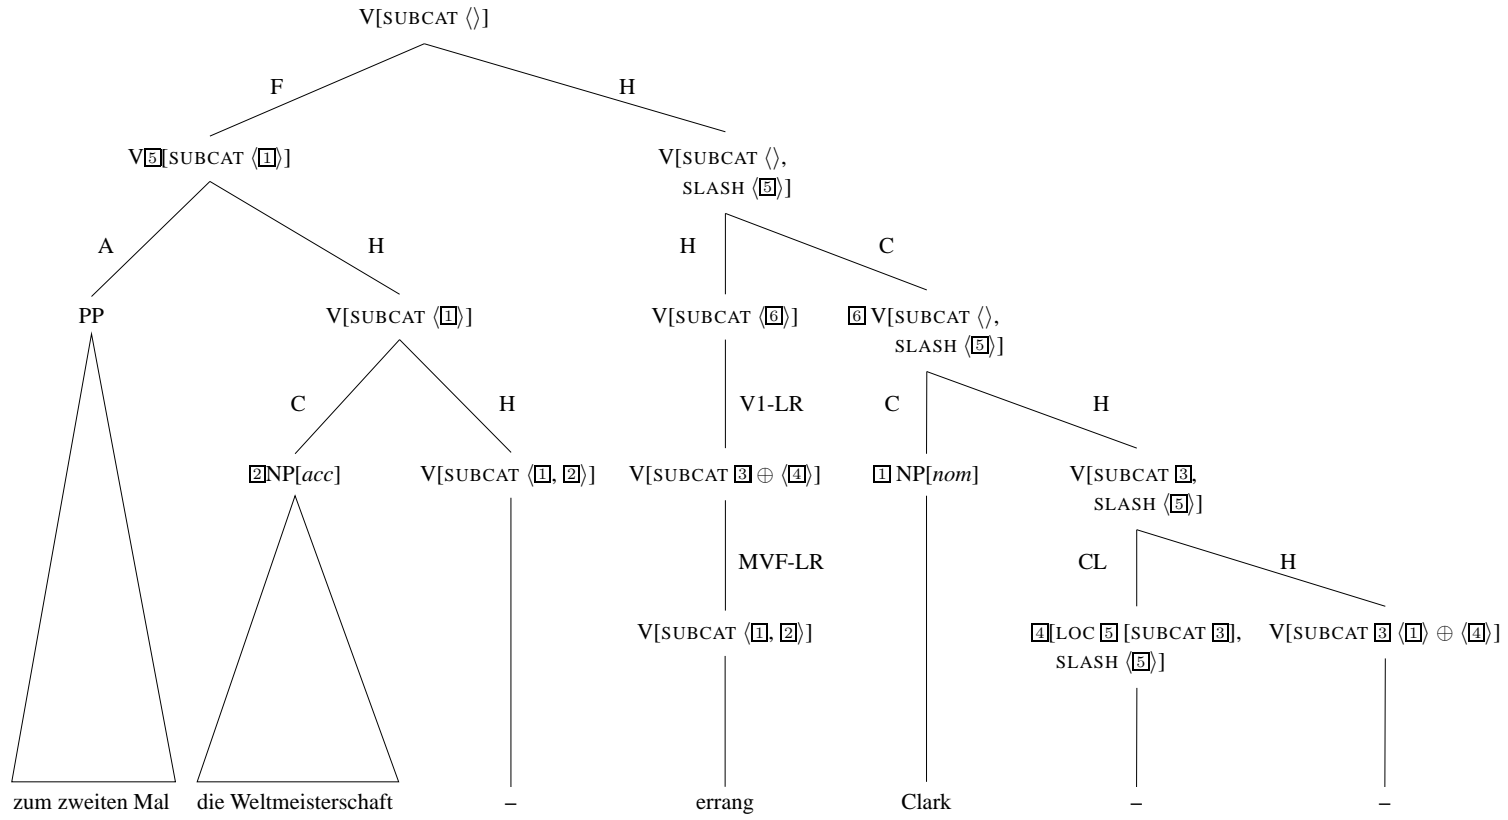 V[SUBCAT ⟨⟩]
F H
V5[SUBCAT ⟨1⟩] V[SUBCAT ⟨⟩,
SLASH ⟨5⟩]
A H H C
PP V[SUBCAT ⟨1⟩] V[SUBCAT ⟨6⟩] 6 V[SUBCAT ⟨⟩,
SLASH ⟨5⟩]
C H V1-LR C H
2NP[acc] V[SUBCAT ⟨1, 2⟩] V[SUBCAT 3 ⊕ ⟨4⟩] 1 NP[nom] V[SUBCAT 3,
SLASH ⟨5⟩]
MVF-LR CL H
V[SUBCAT ⟨1, 2⟩] 4[LOC 5 [SUBCAT 3], V[SUBCAT 3 ⟨1⟩ ⊕ ⟨4⟩]
SLASH ⟨5⟩]
zum zweiten Mal die Weltmeisterschaft – errang Clark – –